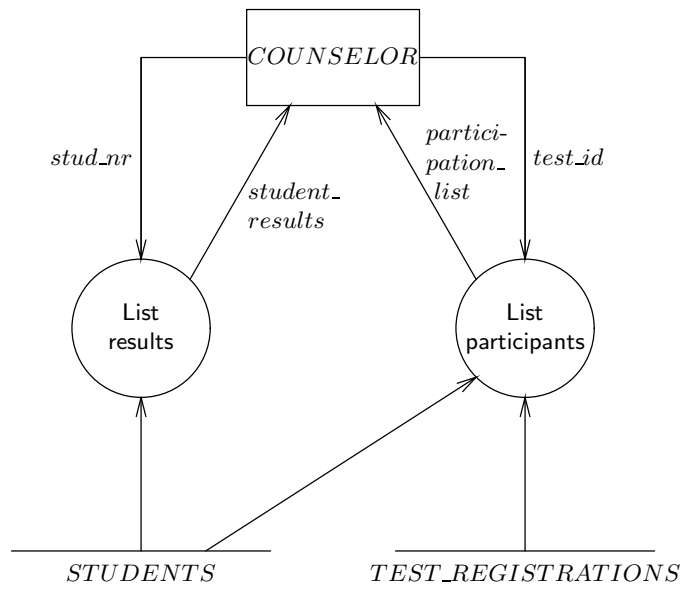 COUNSELOR
stud_nr
student_
results
partici-
pation_
list
test_id
List
results
List
participants
STUDENTS
TEST_REGISTRATIONS